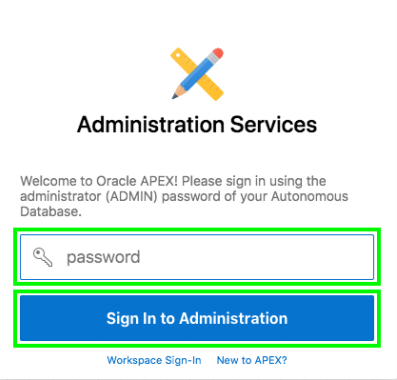 Administration Services
Welcome to Oracle APEX! Please sign in using the
administrator (ADMIN) password of your Autonomous
Database.
password
Sign In to Administration
Workspace Sign-In New to APEX?